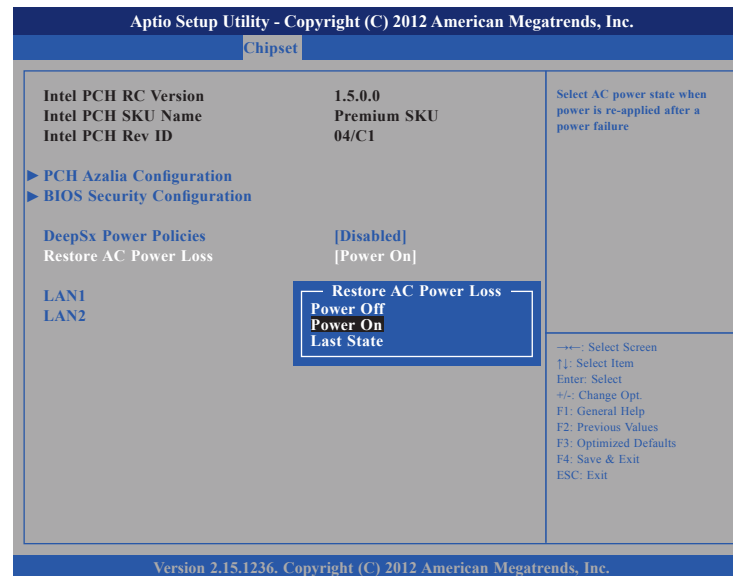 Aptio Setup Utility - Copyright (C) 2012 American Megatrends, Inc.
Chipset
Intel PCH RC Version 1.5.0.0
Intel PCH SKU Name Premium SKU
Intel PCH Rev ID 04/C1
▶ PCH Azalia Configuration
▶ BIOS Security Configuration
DeepSx Power Policies [Disabled]
Restore AC Power Loss [Power On]
LAN1
LAN2
Restore AC Power Loss
Power Off
Power On
Last State
Select AC power state when
power is re-applied after a
power failure
→←: Select Screen
↑↓: Select Item
Enter: Select
+/-: Change Opt.
F1: General Help
F2: Previous Values
F3: Optimized Defaults
F4: Save & Exit
ESC: Exit
Version 2.15.1236. Copyright (C) 2012 American Megatrends, Inc.